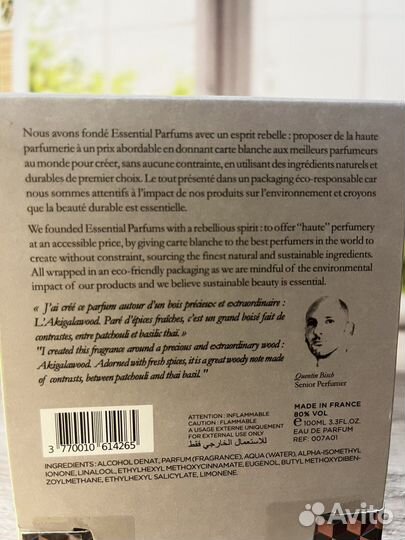 Nous avons fondé Essential Parfums avec un esprit rebelle : proposer de la haute
parfumerie à un prix abordable en donnant carte blanche aux meilleurs parfumeurs
au monde pour créer, sans aucune contrainte, en utilisant des ingrédients naturels et
durables de premier choix. Le tout présenté dans un packaging éco-responsable car
nous sommes attentifs à l'impact de nos produits sur l'environnement et croyons
que la beauté durable est essentielle.
We founded Essential Parfums with a rebellious spirit : to offer "haute" perfumery
at an accessible price, by giving carte blanche to the best perfumers in the world to
create without constraint, sourcing the finest natural and sustainable ingredients.
All wrapped in an eco-friendly packaging as we are mindful of the environmental
impact of our products and we believe sustainable beauty is essential.
« J'ai créé ce parfum autour d'un bois précieux et extraordinaire :
L'Akigalawood. Paré d'épices fraîches, c'est un grand boisé fait de
contrastes, entre patchouli et basilic thaï. »
"I created this fragrance around a precious and extraordinary wood :
Akigalawood. Adorned with fresh spices, it is a great woody note made
of contrasts, between patchouli and thai basil."
Quentin Bisch
Senior Perfumer
3 770010 614265
ATTENTION : INFLAMMABLE
CAUTION : FLAMMABLE
A USAGE EXTERNE UNIQUEMENT
FOR EXTERNAL USE ONLY
للاستعمال الخارجي فقط
MADE IN FRANCE
80% VOL
e 100ML 3.3FL.OZ.
EAU DE PARFUM
REF: 007A01
INGREDIENTS : ALCOHOL DENAT., PARFUM (FRAGRANCE), AQUA (WATER), ALPHA-ISOMETHYL
IONONE, LINALOOL, ETHYLHEXYL METHOXYCINNAMATE, EUGENOL, BUTYL METHOXYDIBEN-
ZOYLMETHANE, ETHYLHEXYL SALICYLATE, LIMONENE.
Avito